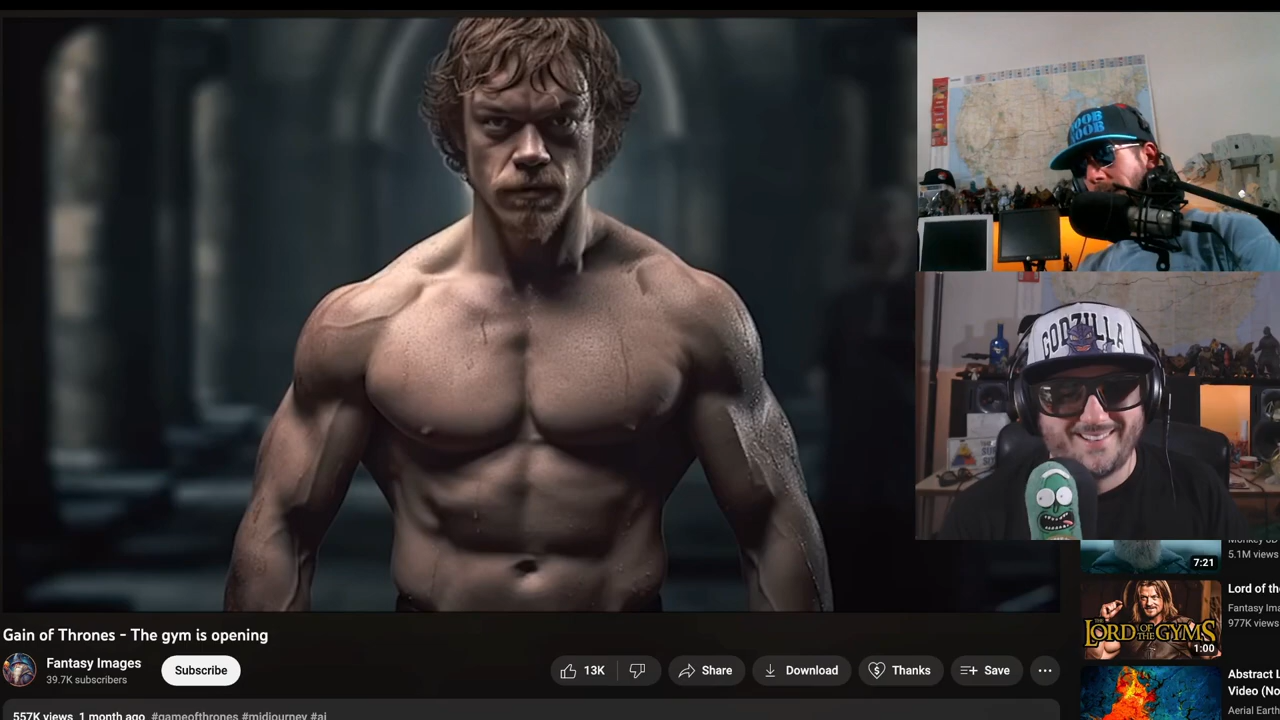 NOOB
NOOB
GODZILLA
Gain of Thrones - The gym is opening
Fantasy Images
39.7K subscribers
Subscribe
13K
Share
Download
Thanks
Save
557K views 1 month ago #gameofthrones #midjourney #ai
5.1M views
7:21
Lord of the
Fantasy Ima
977K views
THE
LORD OF THE GYMS
1:00
Abstract L
Video (No
Aerial Earth